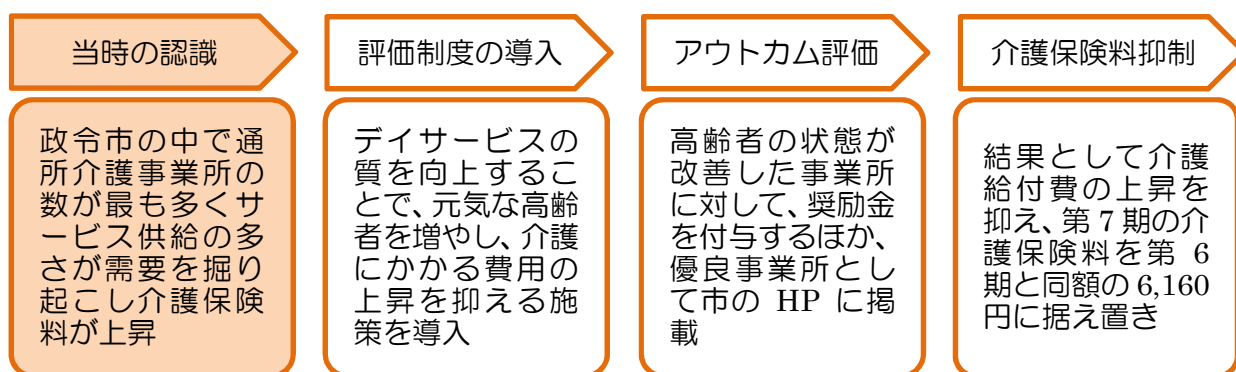 当時の認識
政令市の中で通
所介護事業所の
数が最も多くサ
ービス供給の多
さが需要を掘り
起こし介護保険
料が上昇
評価制度の導入
デイサービスの
質を向上するこ
とで、元気な高齢
者を増やし、介護
にかかる費用の
上昇を抑える施
策を導入
アウトカム評価
高齢者の状態が
改善した事業所
に対して、奨励金
を付与するほか、
優良事業所とし
て市の HP に掲
載
介護保険料抑制
結果として介護
給付費の上昇を
抑え、第 7 期の介
護保険料を第 6
期と同額の 6,160
円に据え置き